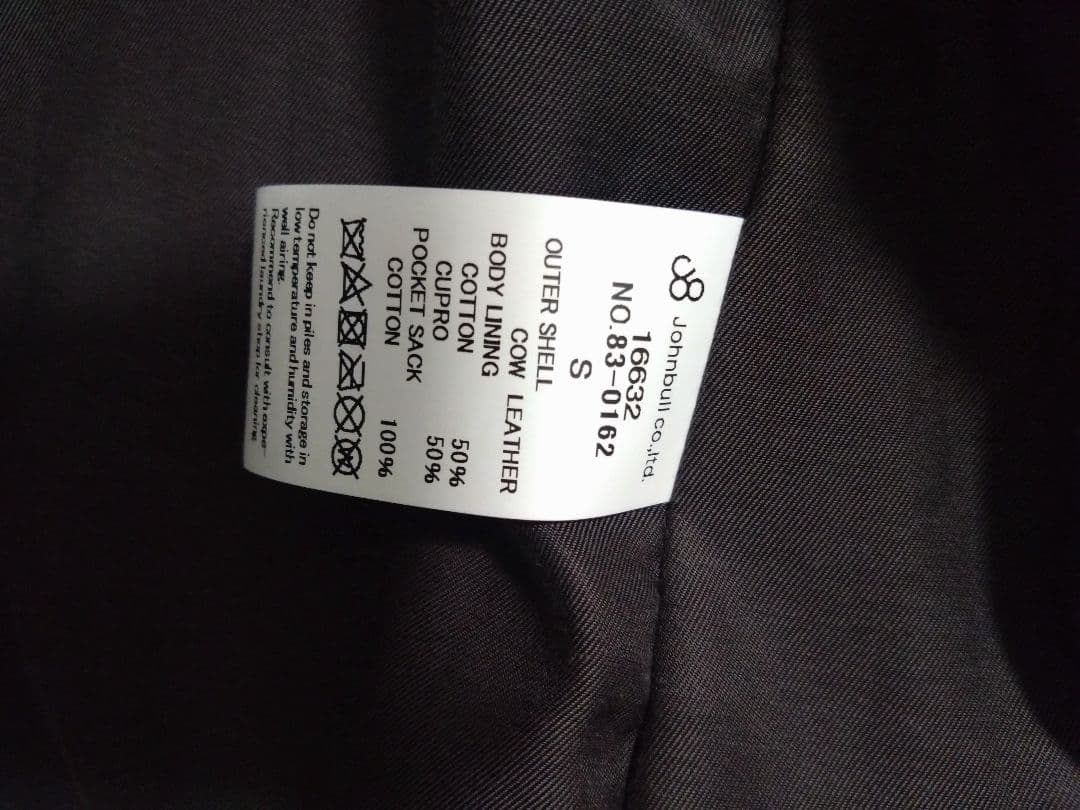 Johnbull co.,ltd.
16632
NO.83-0162
S
OUTER SHELL
COW LEATHER
BODY LINING
COTTON 50%
CUPRO 50%
POCKET SACK
COTTON 100%
Do not keep in piles and storage in
low temperature and humidity with
well airing.
Recommend to consult with expe-
rienced laundry shop for cleaning.